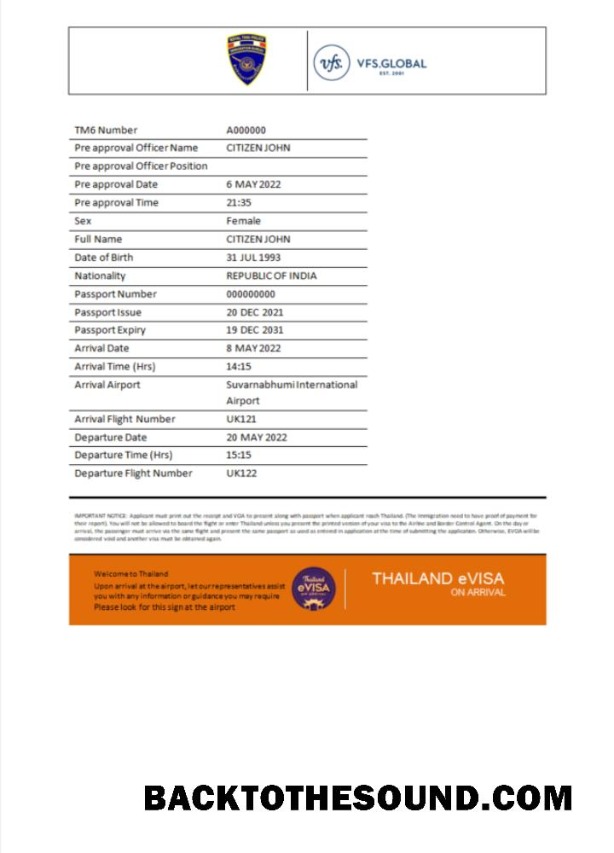 ROYAL THAI POLICE
IMMIGRATION BUREAU
vfs. VFS.GLOBAL
EST. 2001
TM6 Number A000000
Pre approval Officer Name CITIZEN JOHN
Pre approval Officer Position
Pre approval Date 6 MAY 2022
Pre approval Time 21:35
Sex Female
Full Name CITIZEN JOHN
Date of Birth 31 JUL 1993
Nationality REPUBLIC OF INDIA
Passport Number 000000000
Passport Issue 20 DEC 2021
Passport Expiry 19 DEC 2031
Arrival Date 8 MAY 2022
Arrival Time (Hrs) 14:15
Arrival Airport Suvarnabhumi International
Airport
Arrival Flight Number UK121
Departure Date 20 MAY 2022
Departure Time (Hrs) 15:15
Departure Flight Number UK122
IMPORTANT NOTICE: Applicant must print out the receipt and VOA to present along with passport when applicant reach Thailand. (The Immigration need to have proof of payment for
their report). You will not be allowed to board the flight or enter Thailand unless you present the printed version of your visa to the Airline and Border Control Agent. On the day or
arrival, the passenger must arrive via the same flight and present the same passport as used as entered in application at the time of submitting the application. Otherwise, EVOA will be
considered void and another visa must be obtained again.
Welcome to Thailand
Upon arrival at the airport, let our representatives assist
you with any information or guidance you may require
Please look for this sign at the airport
Thailand
eVISA
ON ARRIVAL
THAILAND eVISA
ON ARRIVAL
BACKTOTHESOUND.COM